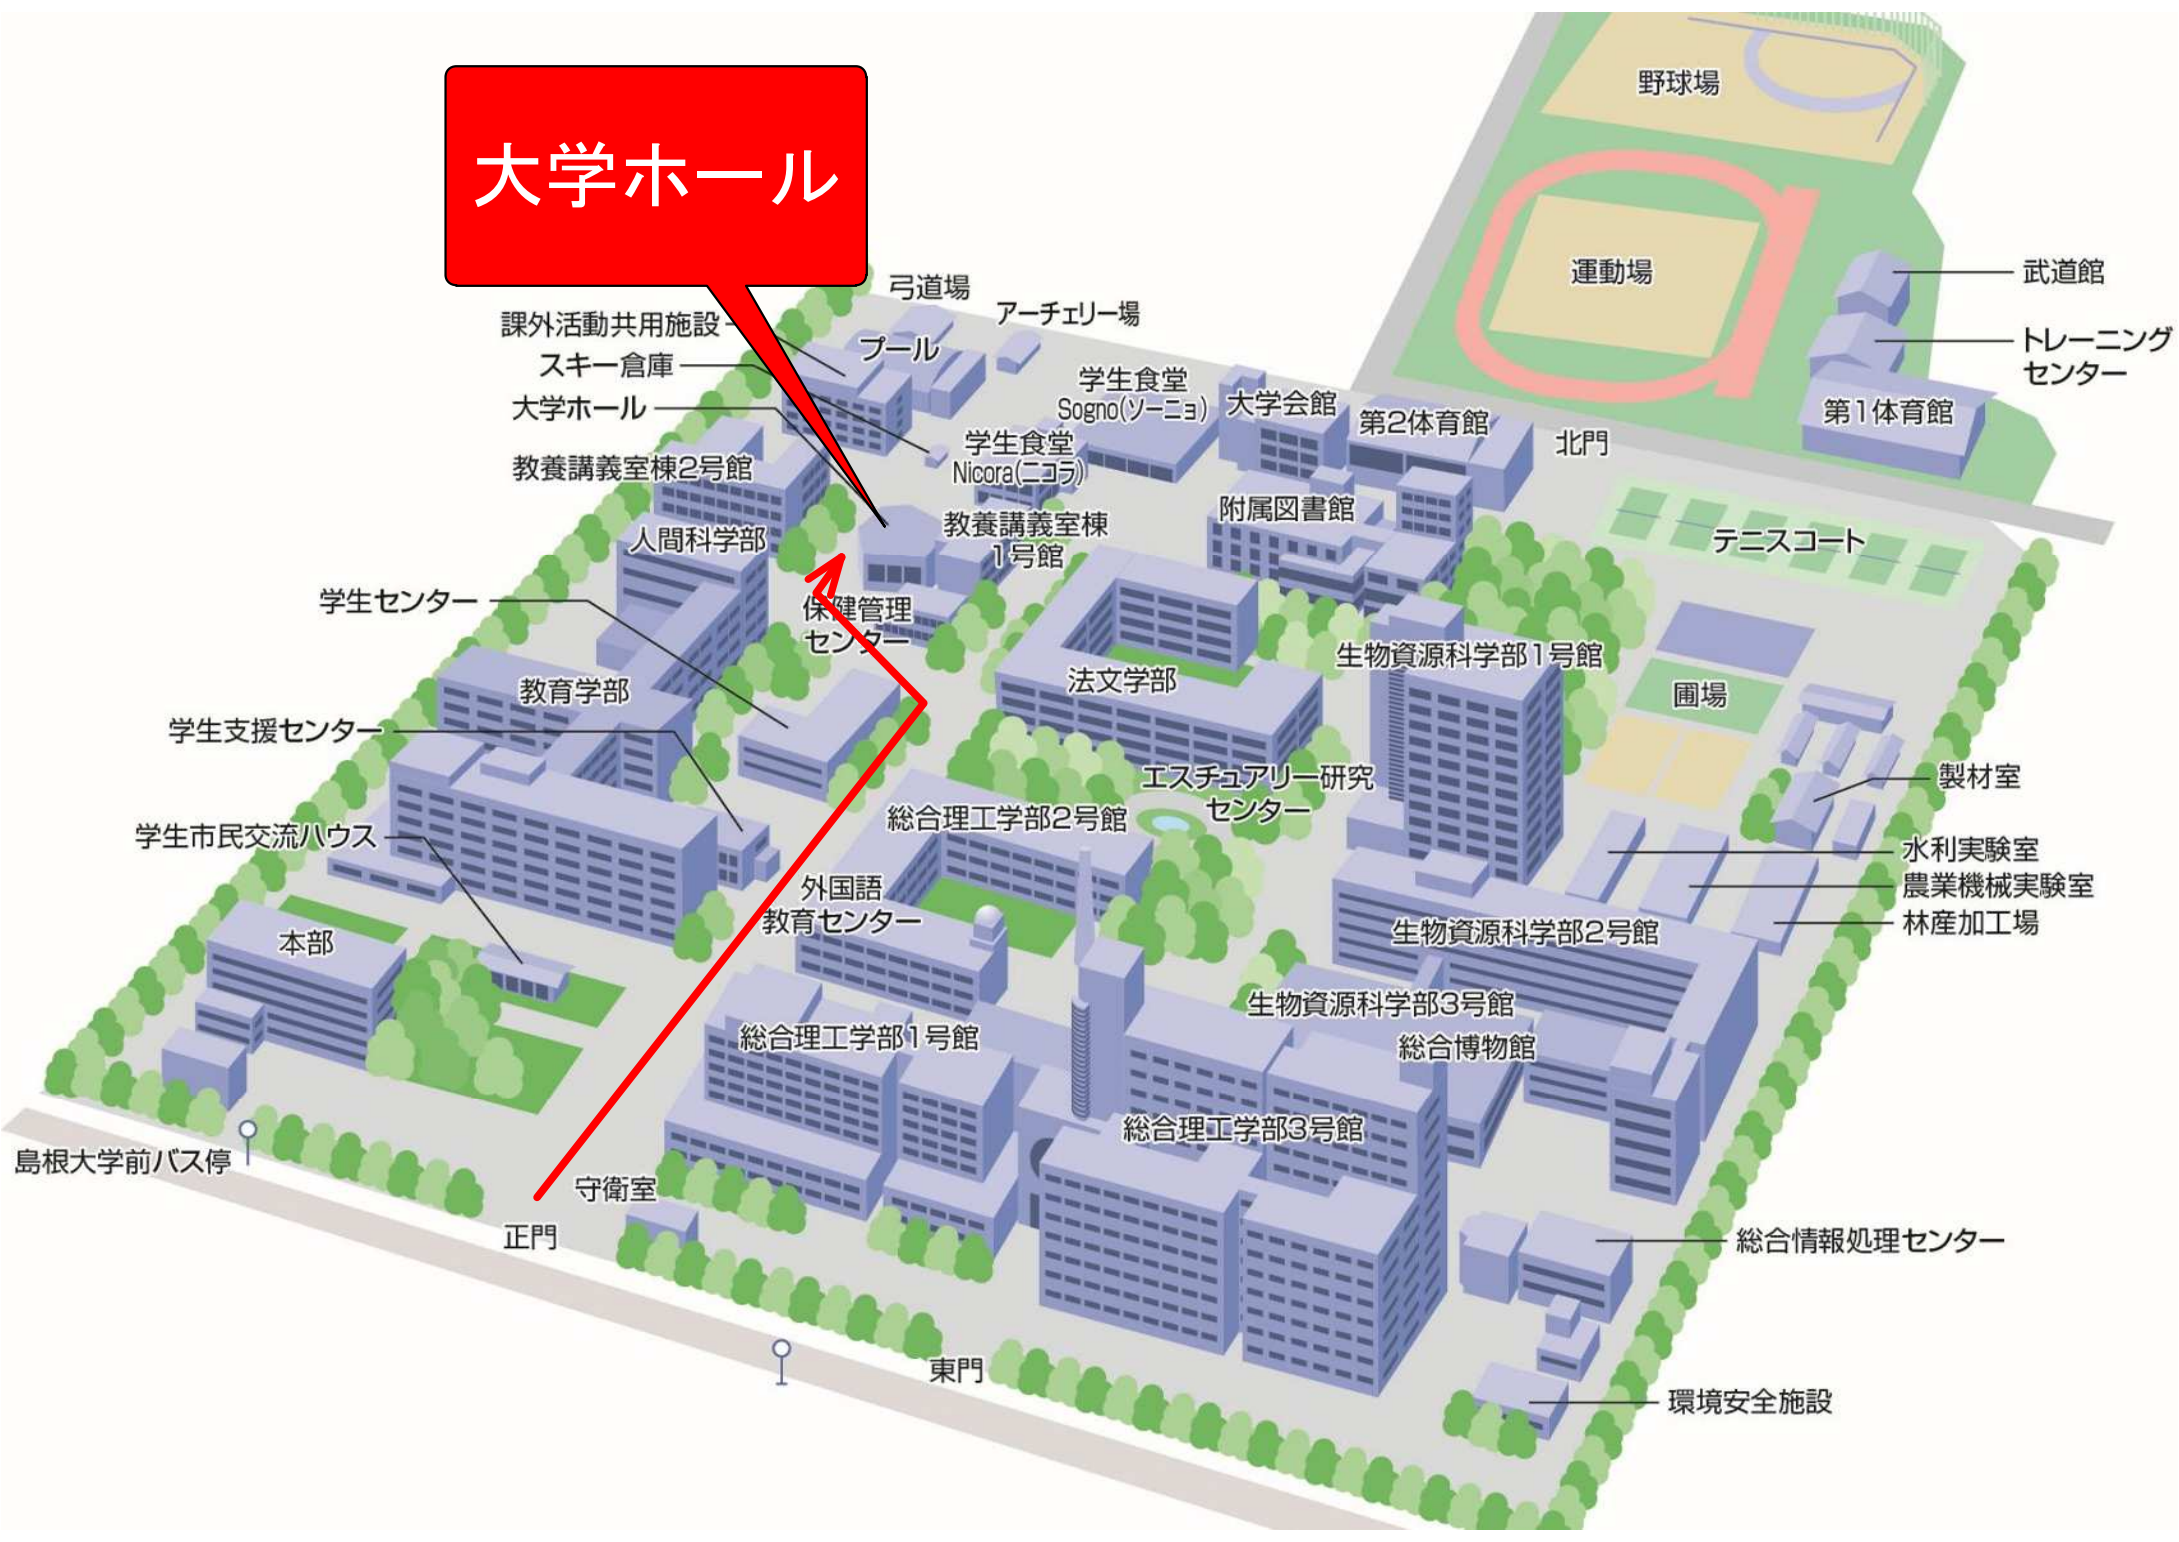 大学ホール
野球場
運動場
武道館
トレーニング
センター
第1体育館
弓道場
アーチェリー場
課外活動共用施設
プール
スキー倉庫
大学ホール
学生食堂
Sogno(ソーニョ)
大学会館
第2体育館
北門
学生食堂
Nicora(ニコラ)
教養講義室棟2号館
附属図書館
教養講義室棟
1号館
テニスコート
人間科学部
学生センター
保健管理
センター
生物資源科学部1号館
法文学部
教育学部
圃場
学生支援センター
エスチュアリー研究
センター
製材室
総合理工学部2号館
学生市民交流ハウス
水利実験室
農業機械実験室
林産加工場
外国語
教育センター
生物資源科学部2号館
本部
生物資源科学部3号館
総合理工学部1号館
総合博物館
総合理工学部3号館
島根大学前バス停
守衛室
正門
総合情報処理センター
東門
環境安全施設